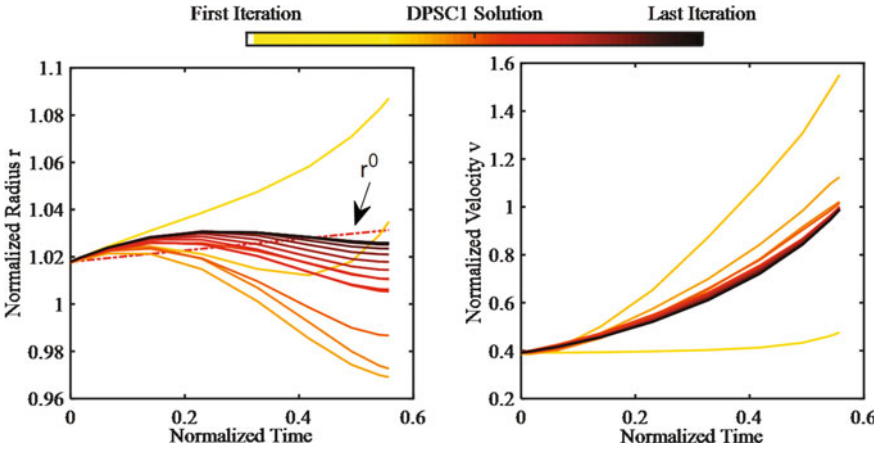 First Iteration DPSC1 Solution Last Iteration
1.1
1.08
1.06
1.04
1.02
1
0.98
0.96
0 0.2 0.4 0.6
Normalized Radius r
Normalized Time
r⁰
1.6
1.4
1.2
1
0.8
0.6
0.4
0.2
0 0.2 0.4 0.6
Normalized Velocity v
Normalized Time